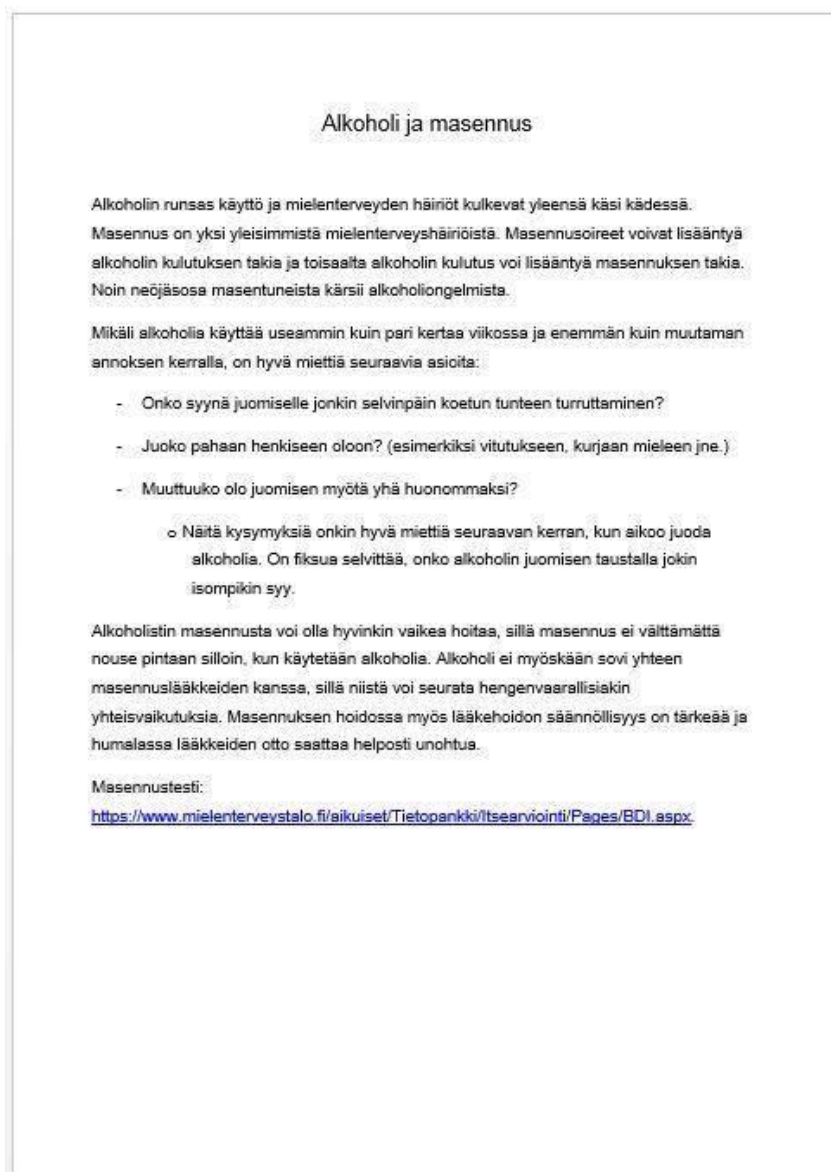 Alkoholi ja masennus
Alkoholin runsas käyttö ja mielenterveyden häiriöt kulkevat yleensä käsi kädessä.
Masennus on yksi yleisimmistä mielenterveyshäiriöistä. Masennusoireet voivat lisääntyä
alkoholin kulutuksen takia ja toisaalta alkoholin kulutus voi lisääntyä masennuksen takia.
Noin neöjäsosa masentuneista kärsii alkoholiongelmista.
Mikäli alkoholia käyttää useammin kuin pari kertaa viikossa ja enemmän kuin muutaman
annoksen kerralla, on hyvä miettiä seuraavia asioita:
- Onko syynä juomiselle jonkin selvinpäin koetun tunteen turruttaminen?
- Juoko pahaan henkiseen oloon? (esimerkiksi vitutukseen, kurjaan mieleen jne.)
- Muuttuuko olo juomisen myötä yhä huonommaksi?
o Näitä kysymyksiä onkin hyvä miettiä seuraavan kerran, kun aikoo juoda
alkoholia. On fiksua selvittää, onko alkoholin juomisen taustalla jokin
isompikin syy.
Alkoholistin masennusta voi olla hyvinkin vaikea hoitaa, sillä masennus ei välttämättä
nouse pintaan silloin, kun käytetään alkoholia. Alkoholi ei myöskään sovi yhteen
masennuslääkkeiden kanssa, sillä niistä voi seurata hengenvaarallisiakin
yhteisvaikutuksia. Masennuksen hoidossa myös lääkehoidon säännöllisyys on tärkeää ja
humalassa lääkkeiden otto saattaa helposti unohtua.
Masennustesti:
https://www.mielenterveystalo.fi/aikuiset/Tietopankki/Itsearviointi/Pages/BDI.aspx